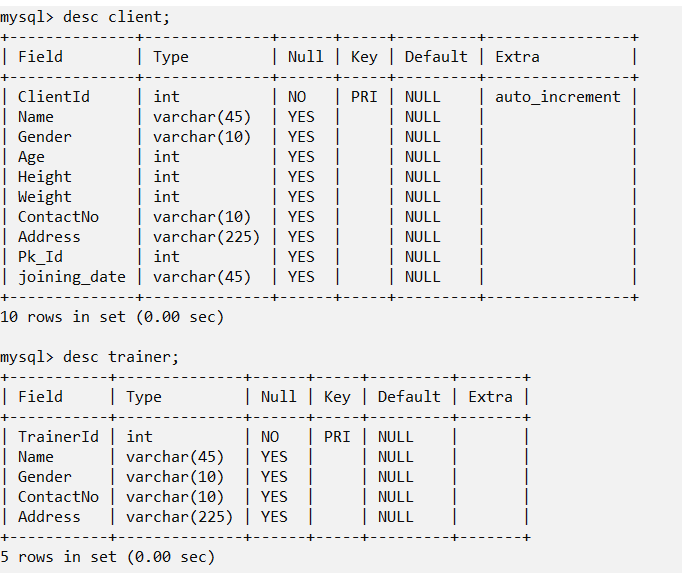 mysql> desc client;
+--------------+--------------+------+-----+---------+----------------+
| Field        | Type         | Null | Key | Default | Extra          |
+--------------+--------------+------+-----+---------+----------------+
| ClientId     | int          | NO   | PRI | NULL    | auto_increment |
| Name         | varchar(45)  | YES  |     | NULL    |                |
| Gender       | varchar(10)  | YES  |     | NULL    |                |
| Age          | int          | YES  |     | NULL    |                |
| Height       | int          | YES  |     | NULL    |                |
| Weight       | int          | YES  |     | NULL    |                |
| ContactNo    | varchar(10)  | YES  |     | NULL    |                |
| Address      | varchar(225) | YES  |     | NULL    |                |
| Pk_Id        | int          | YES  |     | NULL    |                |
| joining_date | varchar(45)  | YES  |     | NULL    |                |
+--------------+--------------+------+-----+---------+----------------+
10 rows in set (0.00 sec)

mysql> desc trainer;
+-----------+--------------+------+-----+---------+-------+
| Field     | Type         | Null | Key | Default | Extra |
+-----------+--------------+------+-----+---------+-------+
| TrainerId | int          | NO   | PRI | NULL    |       |
| Name      | varchar(45)  | YES  |     | NULL    |       |
| Gender    | varchar(10)  | YES  |     | NULL    |       |
| ContactNo | varchar(10)  | YES  |     | NULL    |       |
| Address   | varchar(225) | YES  |     | NULL    |       |
+-----------+--------------+------+-----+---------+-------+
5 rows in set (0.00 sec)